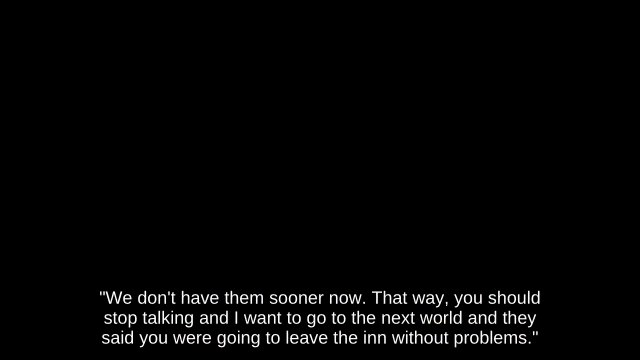 "We don't have them sooner now. That way, you should
stop talking and I want to go to the next world and they
said you were going to leave the inn without problems."